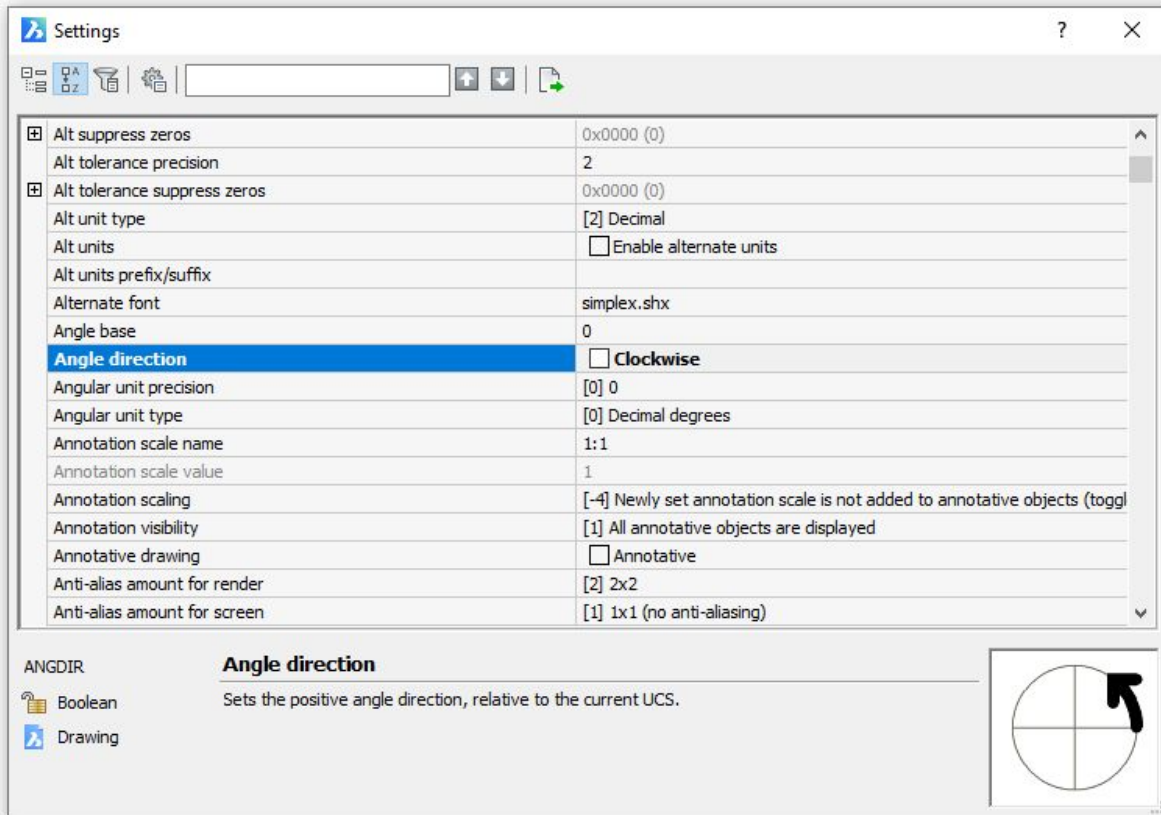 Settings
Alt suppress zeros 0x0000 (0)
Alt tolerance precision 2
Alt tolerance suppress zeros 0x0000 (0)
Alt unit type [2] Decimal
Alt units Enable alternate units
Alt units prefix/suffix
Alternate font simplex.shx
Angle base 0
Angle direction Clockwise
Angular unit precision [0] 0
Angular unit type [0] Decimal degrees
Annotation scale name 1:1
Annotation scale value 1
Annotation scaling [-4] Newly set annotation scale is not added to annotative objects (toggl
Annotation visibility [1] All annotative objects are displayed
Annotative drawing Annotative
Anti-alias amount for render [2] 2x2
Anti-alias amount for screen [1] 1x1 (no anti-aliasing)
ANGDIR
Boolean
Drawing
Angle direction
Sets the positive angle direction, relative to the current UCS.